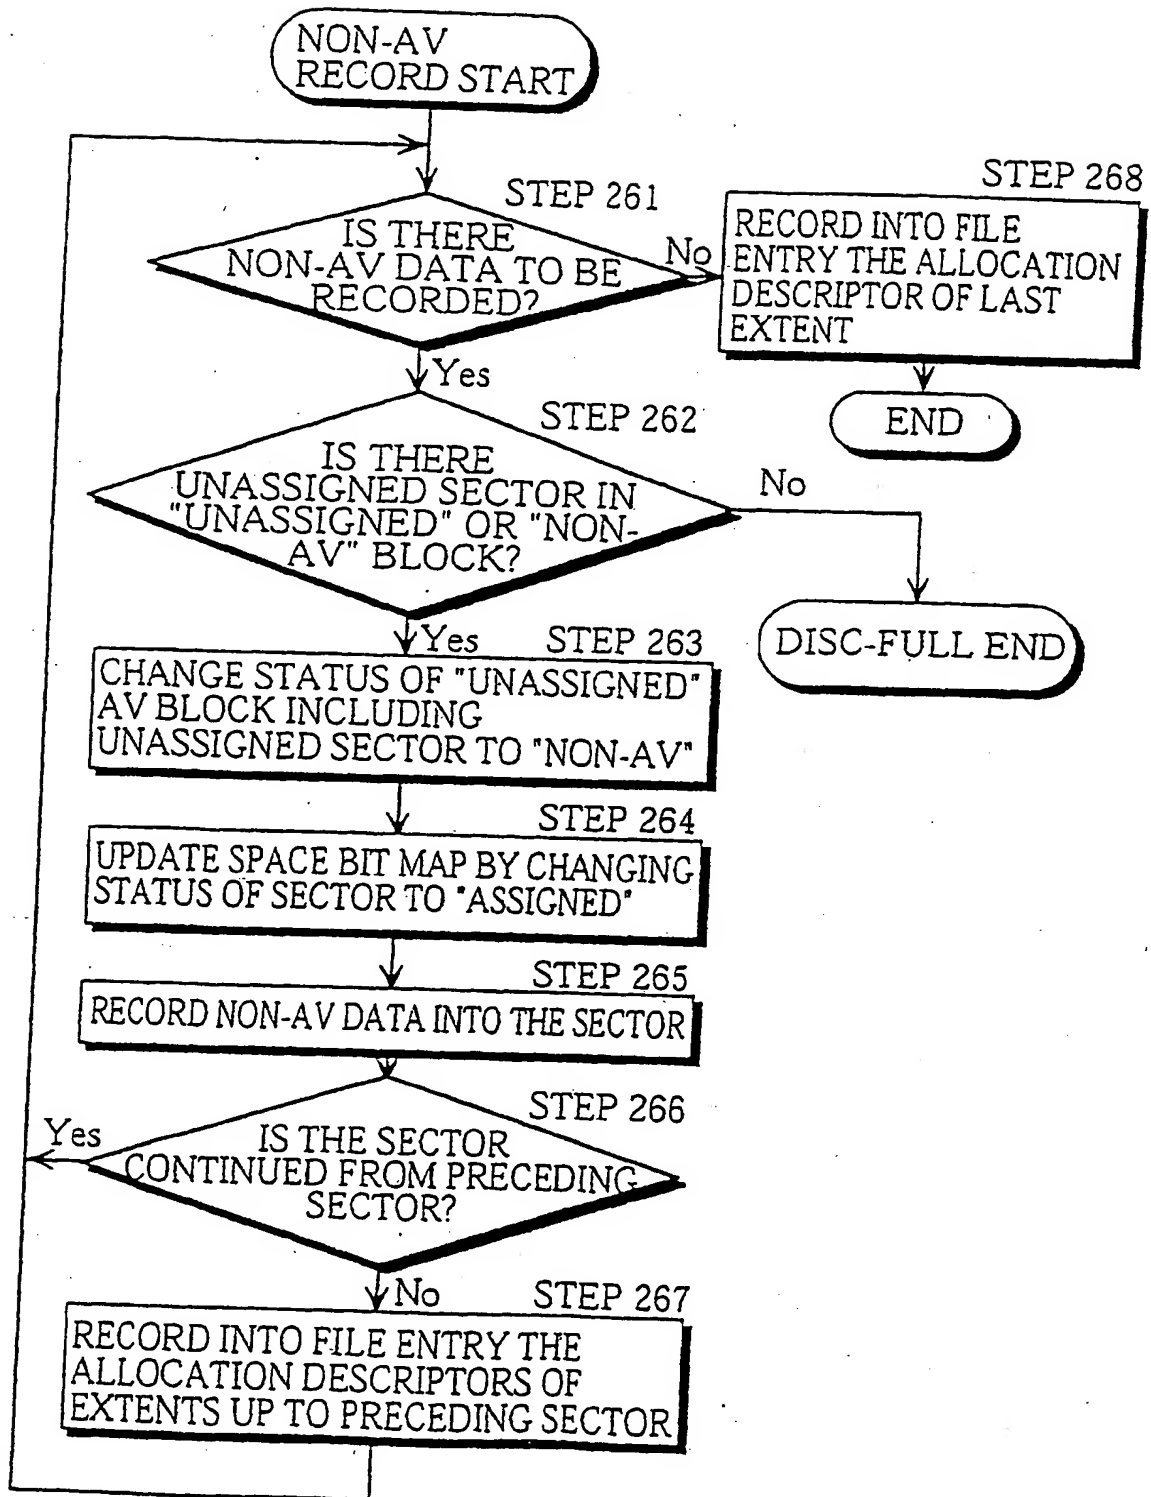 NON-AV
RECORD START
STEP 261
IS THERE
NON-AV DATA TO BE
RECORDED?
No
STEP 268
RECORD INTO FILE
ENTRY THE ALLOCATION
DESCRIPTOR OF LAST
EXTENT
END
Yes
STEP 262
IS THERE
UNASSIGNED SECTOR IN
"UNASSIGNED" OR "NON-
AV" BLOCK?
No
DISC-FULL END
Yes
STEP 263
CHANGE STATUS OF "UNASSIGNED"
AV BLOCK INCLUDING
UNASSIGNED SECTOR TO "NON-AV"
STEP 264
UPDATE SPACE BIT MAP BY CHANGING
STATUS OF SECTOR TO "ASSIGNED"
STEP 265
RECORD NON-AV DATA INTO THE SECTOR
STEP 266
Yes
IS THE SECTOR
CONTINUED FROM PRECEDING
SECTOR?
No
STEP 267
RECORD INTO FILE ENTRY THE
ALLOCATION DESCRIPTORS OF
EXTENTS UP TO PRECEDING SECTOR